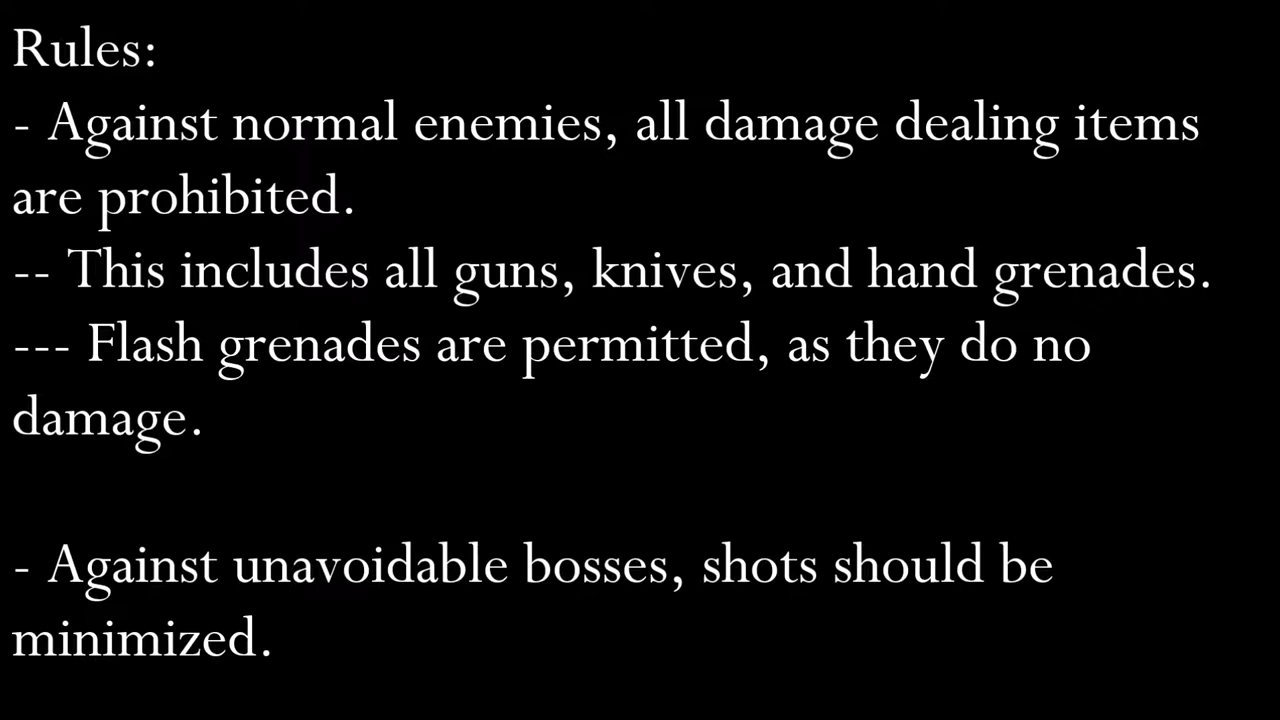 Rules:
- Against normal enemies, all damage dealing items
are prohibited.
-- This includes all guns, knives, and hand grenades.
--- Flash grenades are permitted, as they do no
damage.
- Against unavoidable bosses, shots should be
minimized.